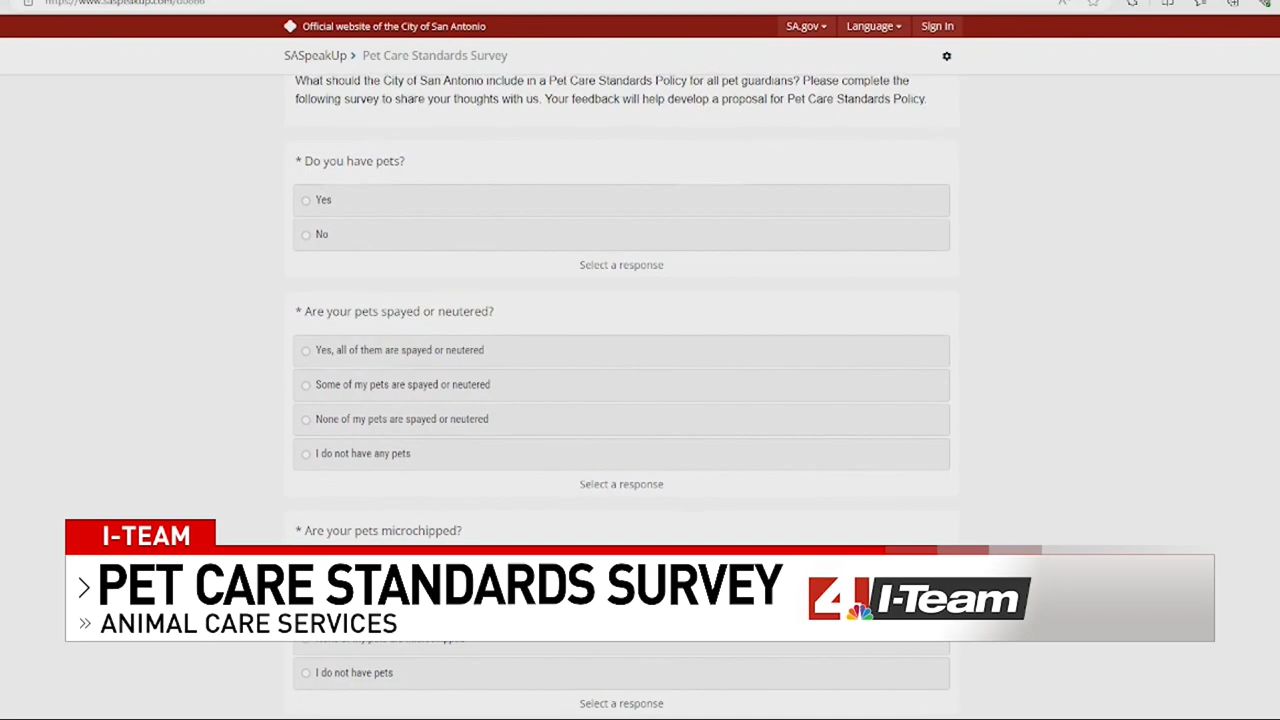 Official website of the City of San Antonio
SA.gov
Language
Sign In
SASpeakUp > Pet Care Standards Survey
What should the City of San Antonio include in a Pet Care Standards Policy for all pet guardians? Please complete the
following survey to share your thoughts with us. Your feedback will help develop a proposal for Pet Care Standards Policy.
* Do you have pets?
Yes
No
Select a response
* Are your pets spayed or neutered?
Yes, all of them are spayed or neutered
Some of my pets are spayed or neutered
None of my pets are spayed or neutered
I do not have any pets
Select a response
* Are your pets microchipped?
I-TEAM
PET CARE STANDARDS SURVEY
4 I-Team
ANIMAL CARE SERVICES
I do not have pets
Select a response